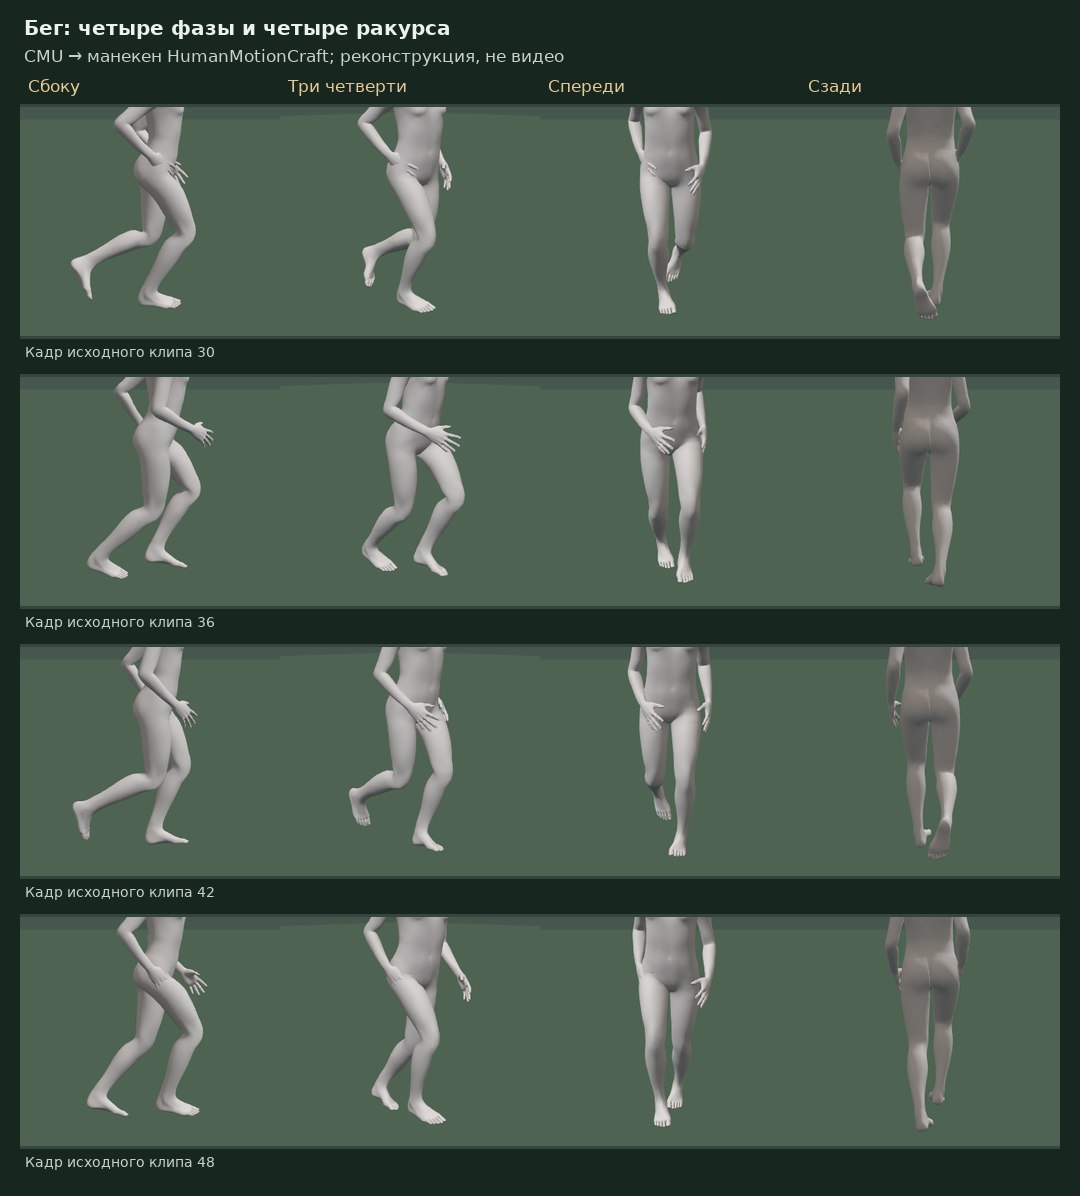 Бег: четыре фазы и четыре ракурса
CMU → манекен HumanMotionCraft; реконструкция, не видео
Сбоку Три четверти Спереди Сзади
Кадр исходного клипа 30
Кадр исходного клипа 36
Кадр исходного клипа 42
Кадр исходного клипа 48